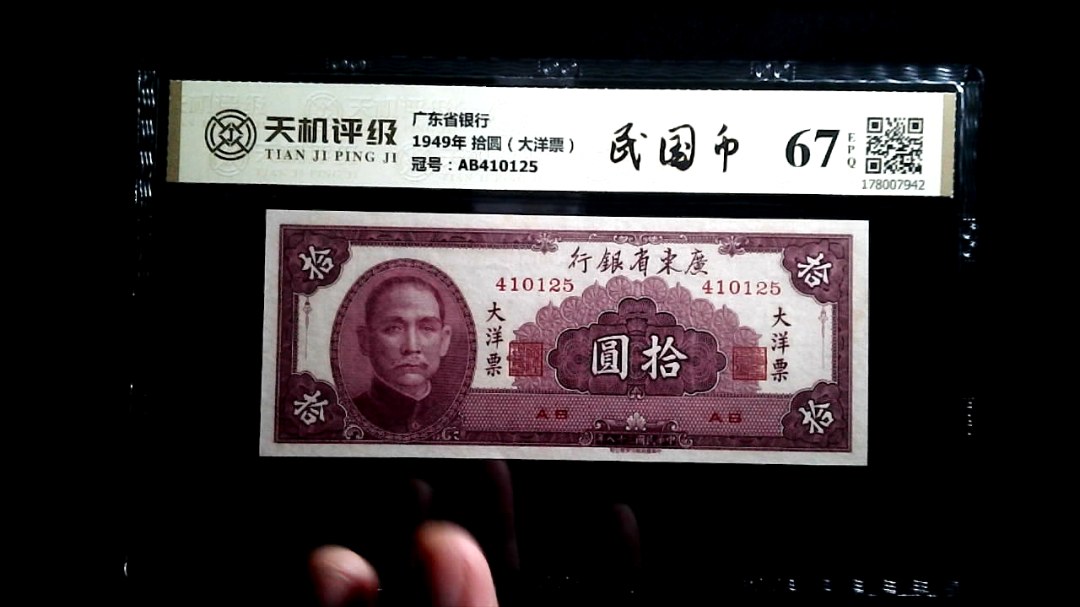 天机评级
TIAN JI PING JI
广东省银行
1949年 拾圆（大洋票）
冠号：AB410125
民国币
67
EPQ
178007942
行銀省東廣
410125 410125
拾 拾
大洋票
圓拾
大洋票
AB AB
拾 拾